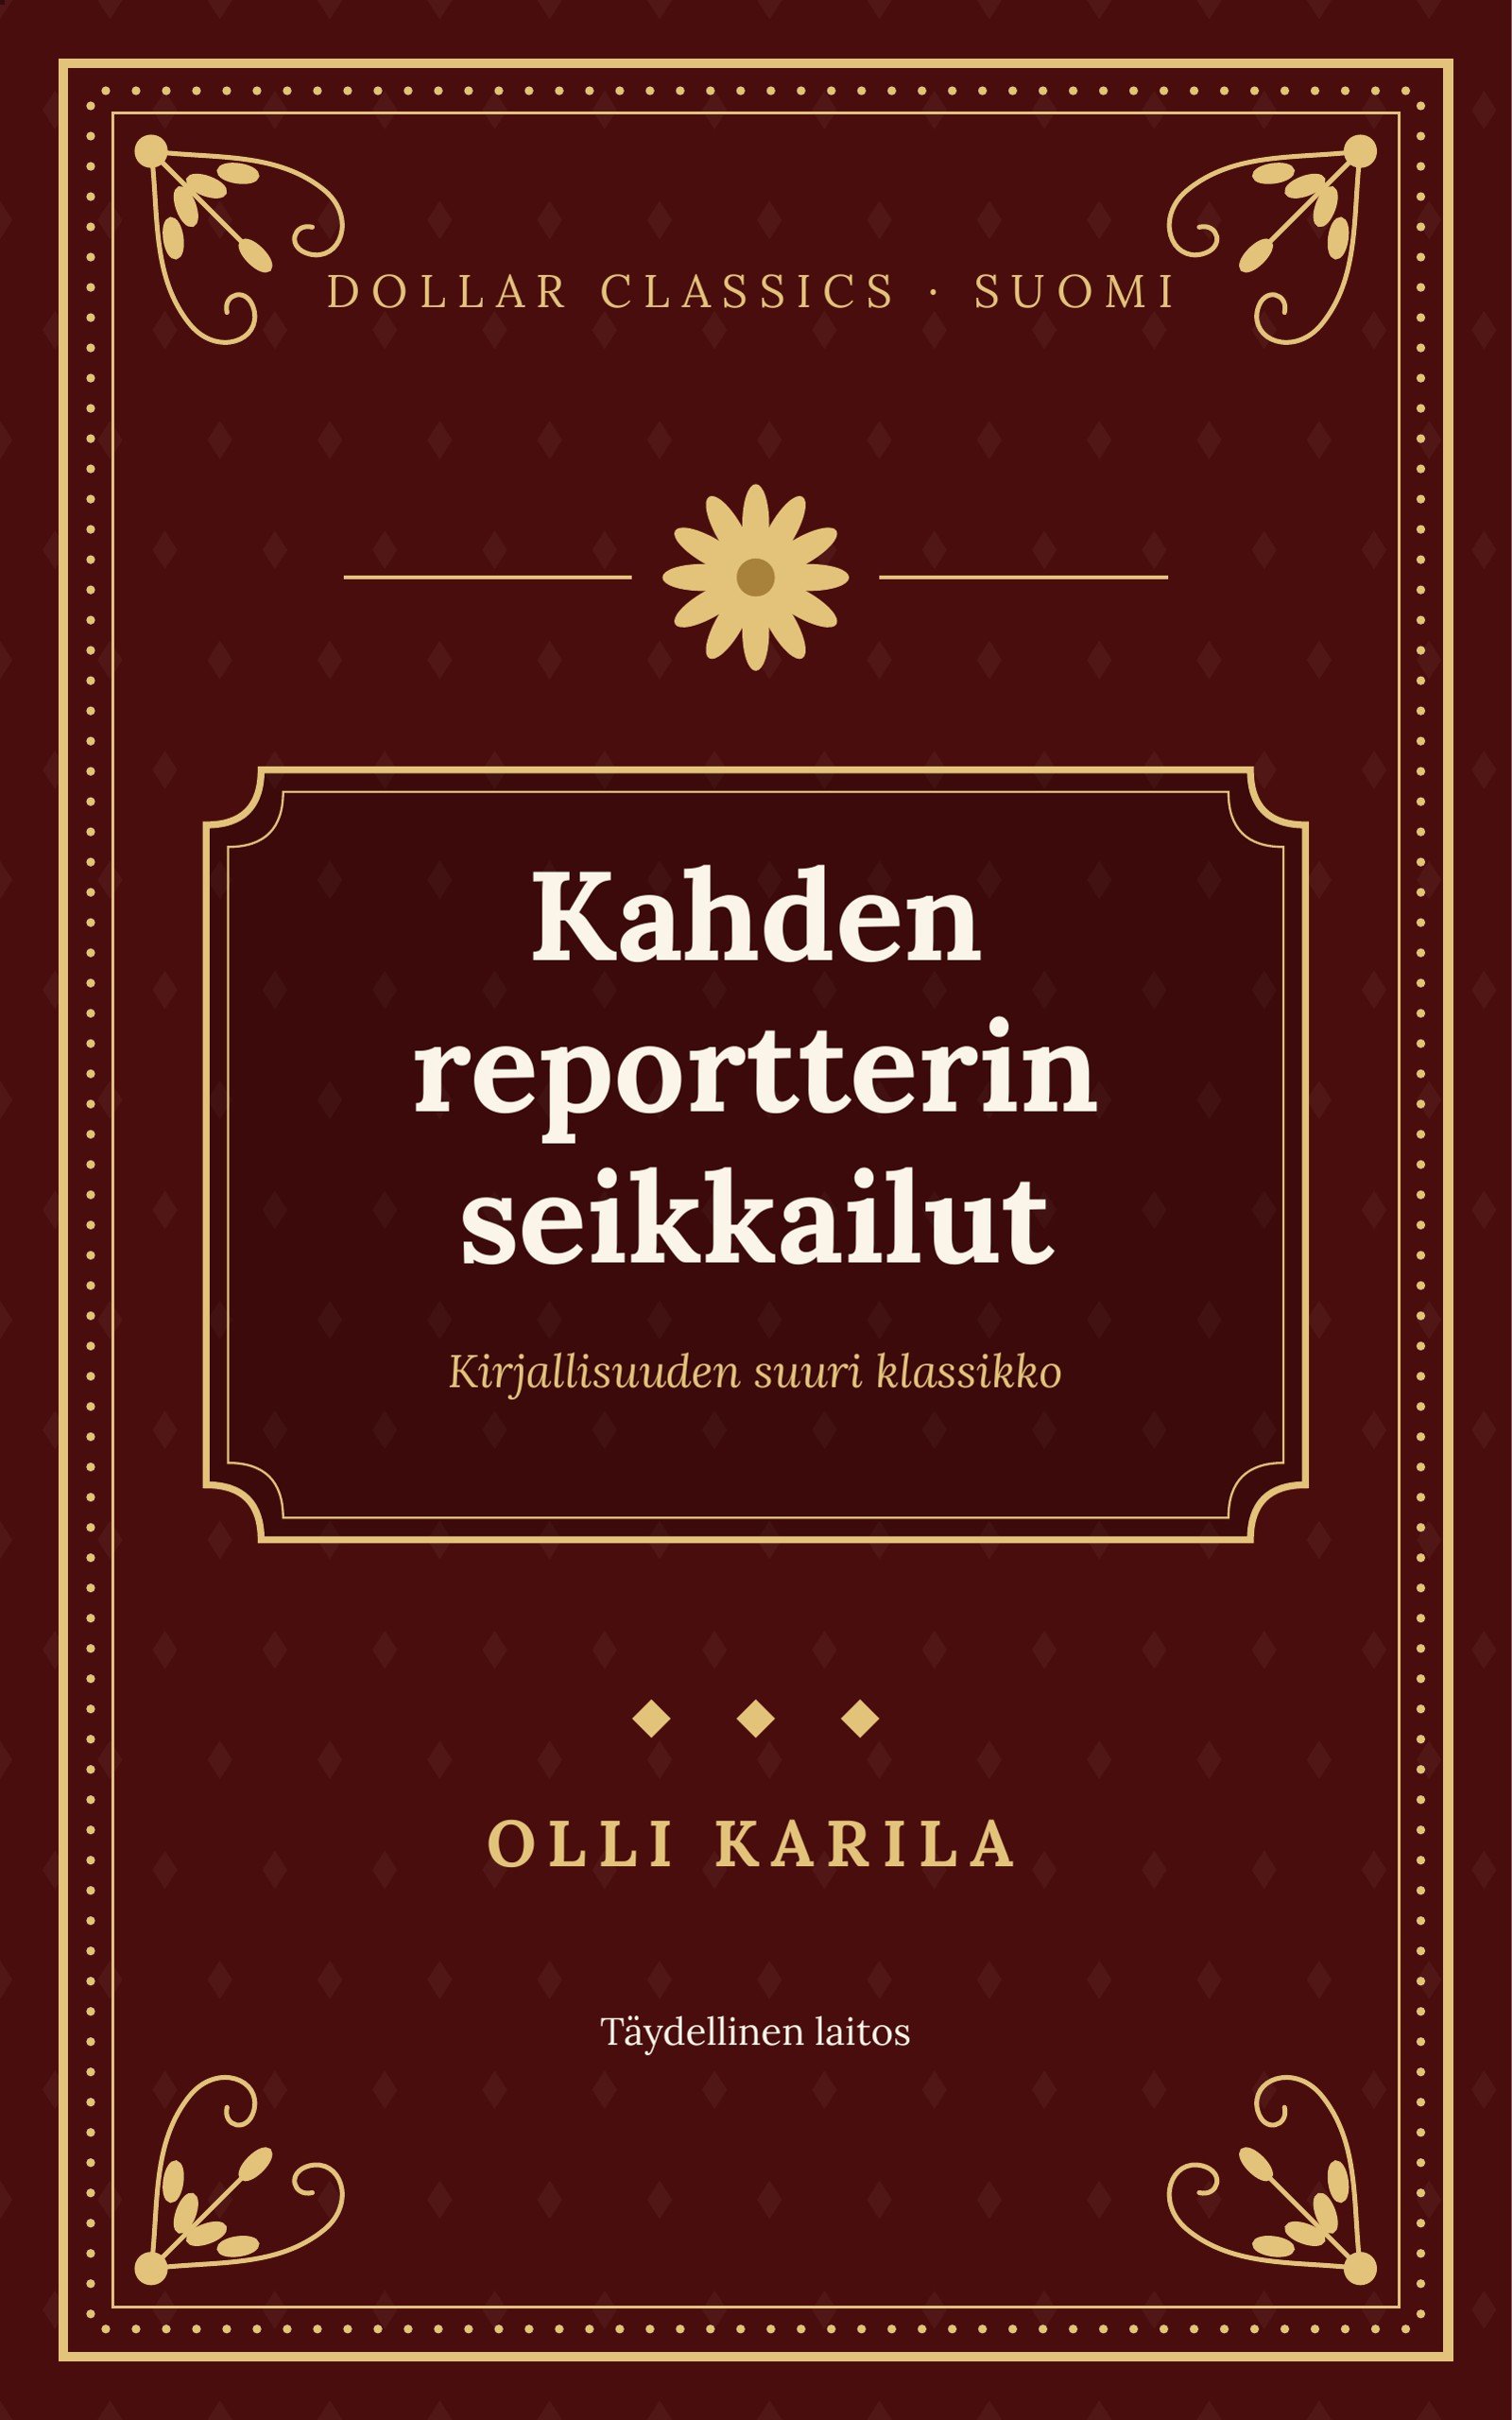 DOLLAR CLASSICS · SUOMI
Kahden
reportterin
seikkailut
Kirjallisuuden suuri klassikko
OLLI KARILA
Täydellinen laitos